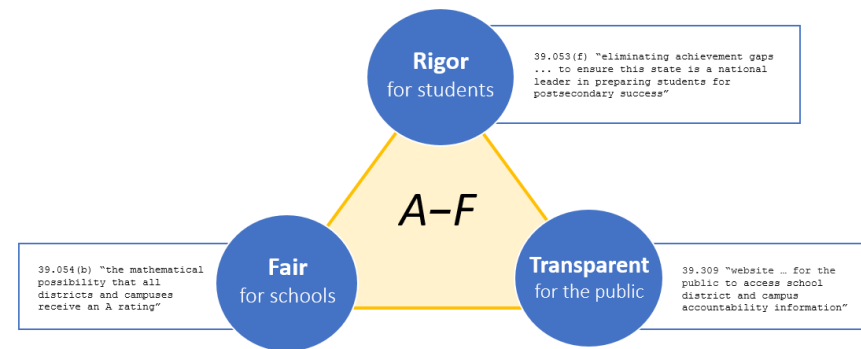 Rigor
for students
39.053(f) “eliminating achievement gaps
... to ensure this state is a national
leader in preparing students for
postsecondary success”
A–F
39.054(b) “the mathematical
possibility that all
districts and campuses
receive an A rating”
Fair
for schools
Transparent
for the public
39.309 “website … for the
public to access school
district and campus
accountability information”